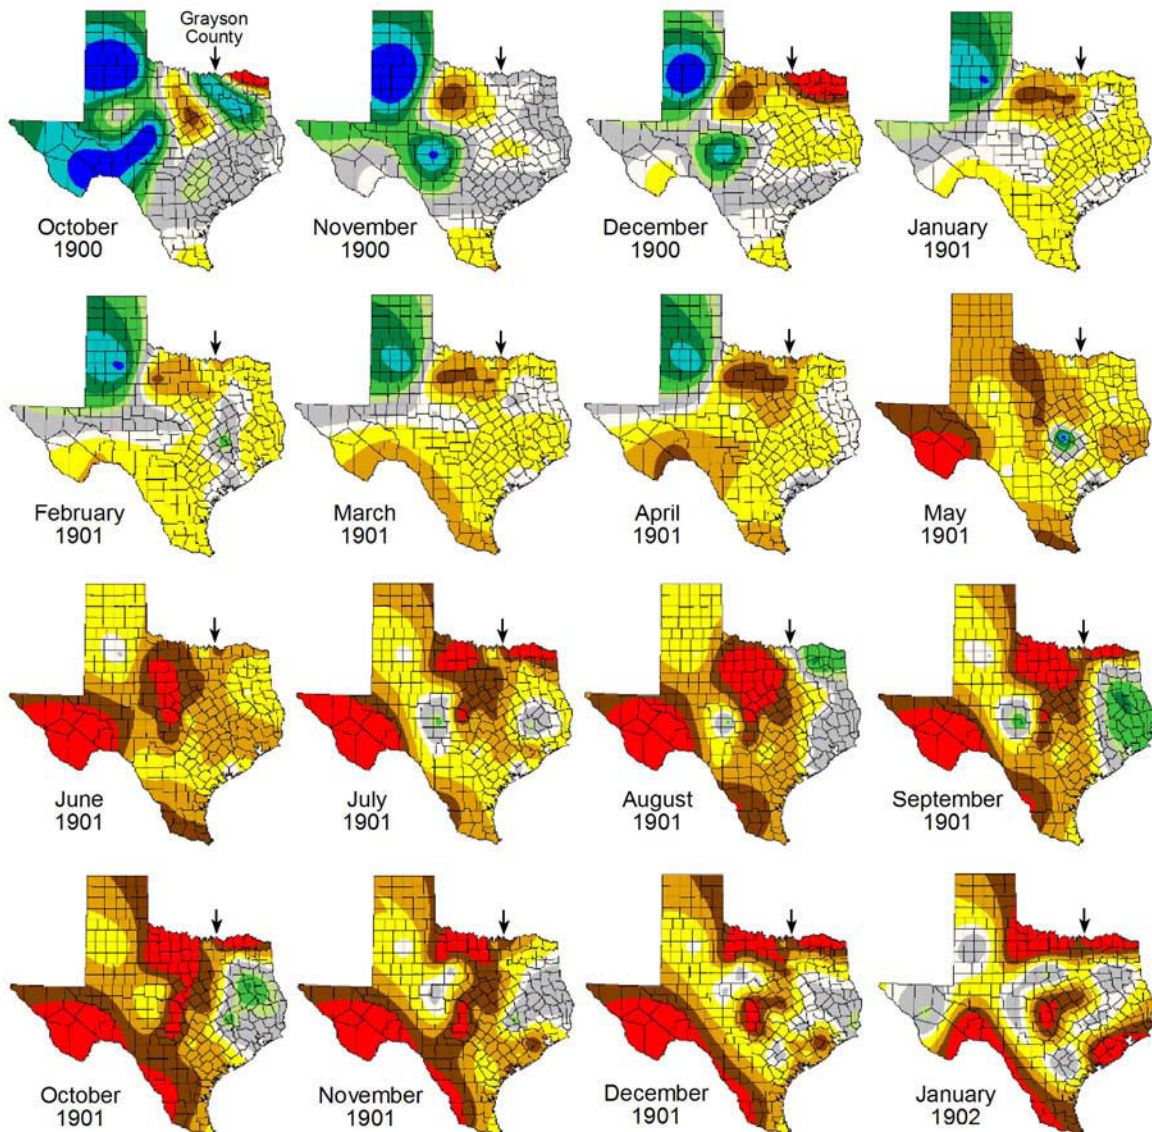 Grayson
County
October
1900
November
1900
December
1900
January
1901
February
1901
March
1901
April
1901
May
1901
June
1901
July
1901
August
1901
September
1901
October
1901
November
1901
December
1901
January
1902